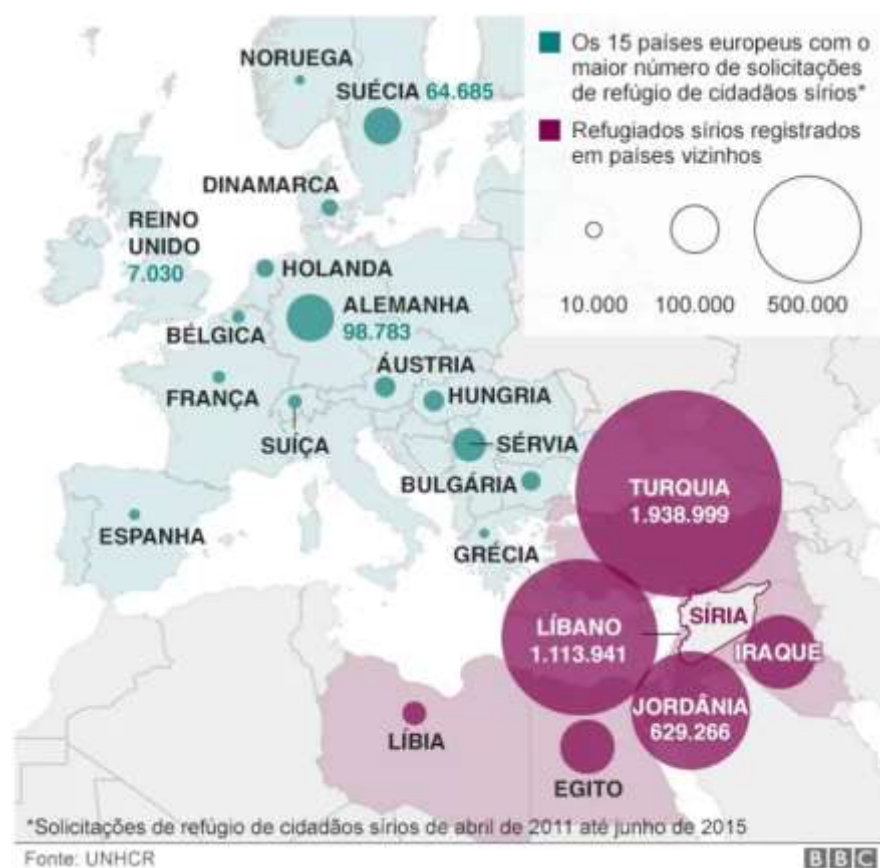 Os 15 países europeus com o
maior número de solicitações
de refúgio de cidadãos sírios*
Refugiados sírios registrados
em países vizinhos
10.000 100.000 500.000
NORUEGA
SUÉCIA 64.685
DINAMARCA
REINO
UNIDO
7.030
HOLANDA
ALEMANHA
98.783
BÉLGICA
ÁUSTRIA
FRANÇA
HUNGRIA
SUÍÇA
SÉRVIA
BULGÁRIA
ESPANHA
GRÉCIA
TURQUIA
1.938.999
SÍRIA
LÍBANO
1.113.941
IRAQUE
JORDÂNIA
629.266
LÍBIA
EGITO
*Solicitações de refúgio de cidadãos sírios de abril de 2011 até junho de 2015
Fonte: UNHCR
BBC